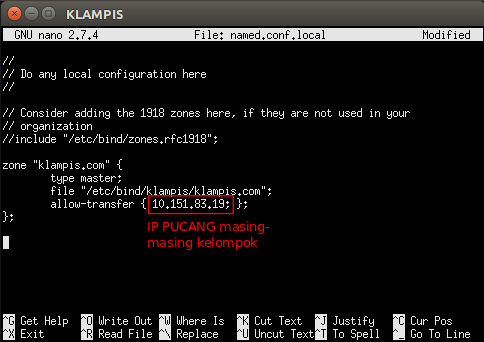 KLAMPIS
GNU nano 2.7.4 File: named.conf.local Modified
//
// Do any local configuration here
//
// Consider adding the 1918 zones here, if they are not used in your
// organization
//include "/etc/bind/zones.rfc1918";
zone "klampis.com" {
type master;
file "/etc/bind/klampis/klampis.com";
allow-transfer { 10.151.83.19; };
};
IP PUCANG masing-
masing kelompok
^G Get Help ^O Write Out ^W Where Is ^K Cut Text ^J Justify ^C Cur Pos
^X Exit ^R Read File ^\ Replace ^U Uncut Text ^T To Spell ^_ Go To Line